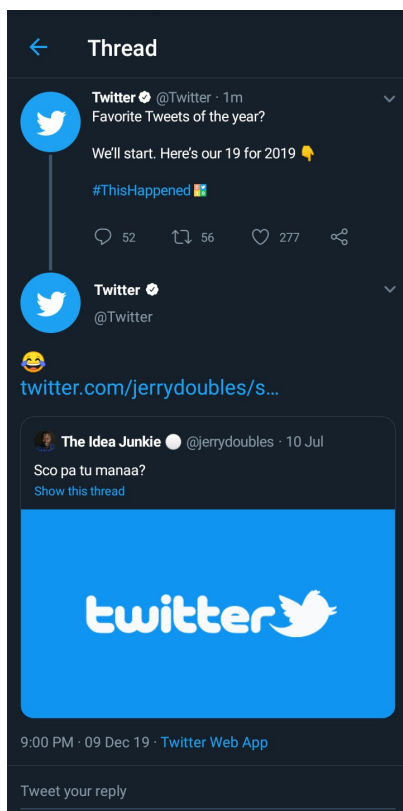 Thread
Twitter @Twitter · 1m
Favorite Tweets of the year?
We'll start. Here's our 19 for 2019 👇
#ThisHappened
52 56 277
Twitter
@Twitter
😂
twitter.com/jerrydoubles/s...
The Idea Junkie @jerrydoubles · 10 Jul
Sco pa tu manaa?
Show this thread
twitter
9:00 PM · 09 Dec 19 · Twitter Web App
Tweet your reply